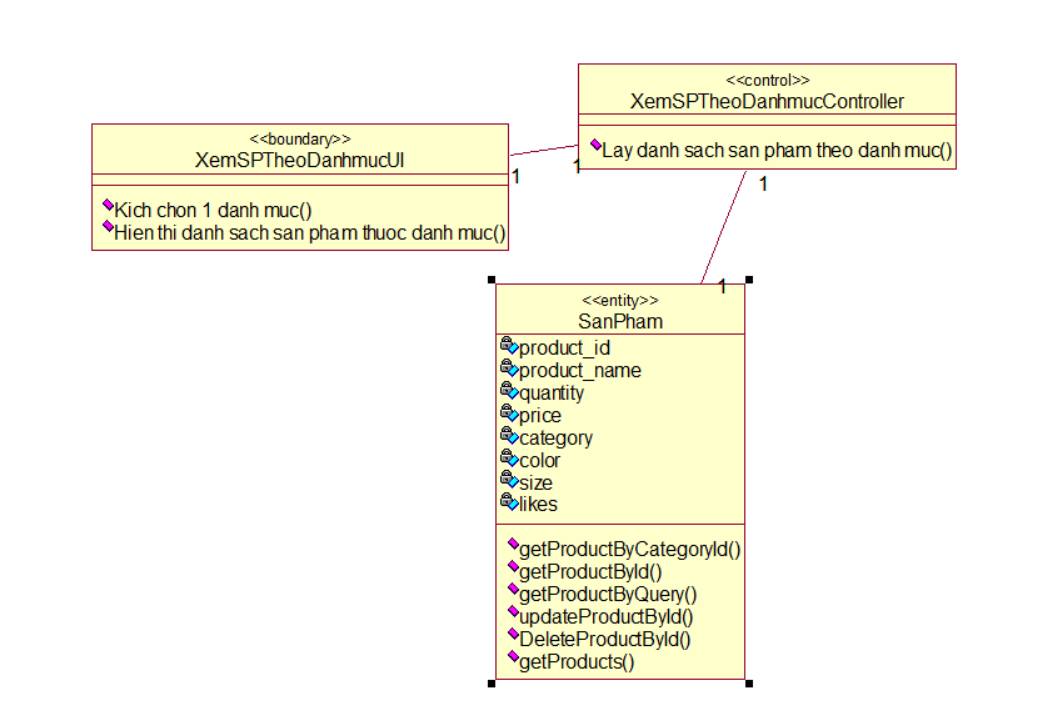 <<control>>
XemSPTheoDanhmucController
Lay danh sach san pham theo danh muc()
<<boundary>>
XemSPTheoDanhmucUI
Kich chon 1 danh muc()
Hien thi danh sach san pham thuoc danh muc()
1
1
1
1
<<entity>>
SanPham
product_id
product_name
quantity
price
category
color
size
likes
getProductByCategoryId()
getProductById()
getProductByQuery()
updateProductById()
DeleteProductById()
getProducts()